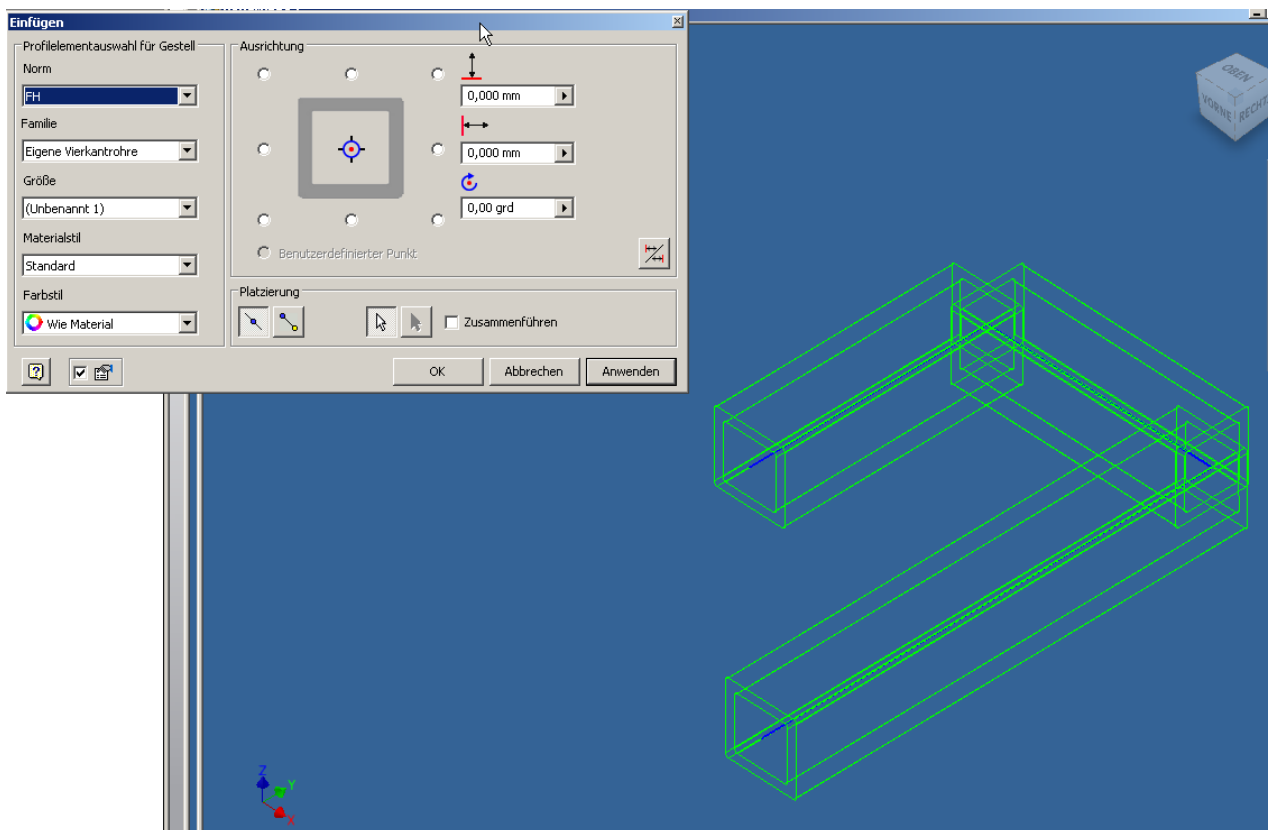 Einfügen
Profilelementauswahl für Gestell
Norm
FH
Familie
Eigene Vierkantrohre
Größe
(Unbenannt 1)
Materialstil
Standard
Farbstil
Wie Material
Ausrichtung
0,000 mm
0,000 mm
0,00 grd
Benutzerdefinierter Punkt
Platzierung
Zusammenführen
OK
Abbrechen
Anwenden
OBEN
VORNE
RECHT
Z
Y
X